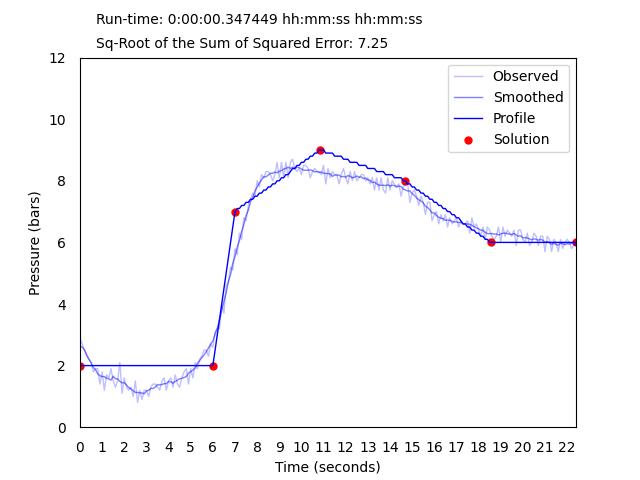 Run-time: 0:00:00.347449 hh:mm:ss hh:mm:ss
Sq-Root of the Sum of Squared Error: 7.25
12
10
8
6
4
2
0
Pressure (bars)
Observed
Smoothed
Profile
Solution
0 1 2 3 4 5 6 7 8 9 10 11 12 13 14 15 16 17 18 19 20 21 22
Time (seconds)